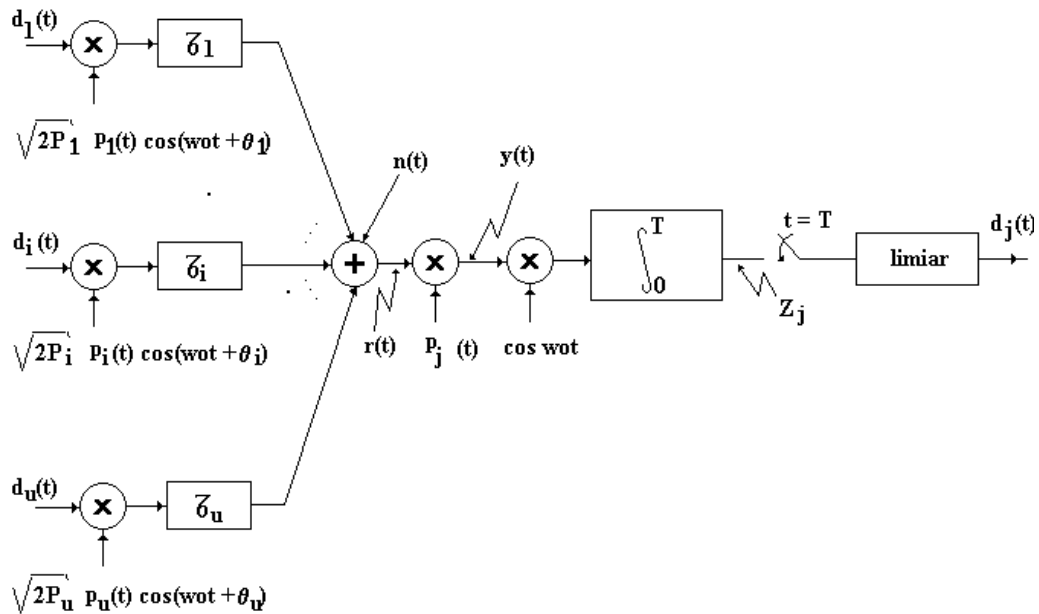 d1(t)
x
τ1
√2P1 p1(t) cos(wot + θ1)
n(t)
y(t)
di(t)
x
τi
+
x
x
∫ T 0
t = T
limiar
dj(t)
Zj
r(t)
pj (t)
cos wot
√2Pi pi(t) cos(wot + θi)
du(t)
x
τu
√2Pu pu(t) cos(wot + θu)